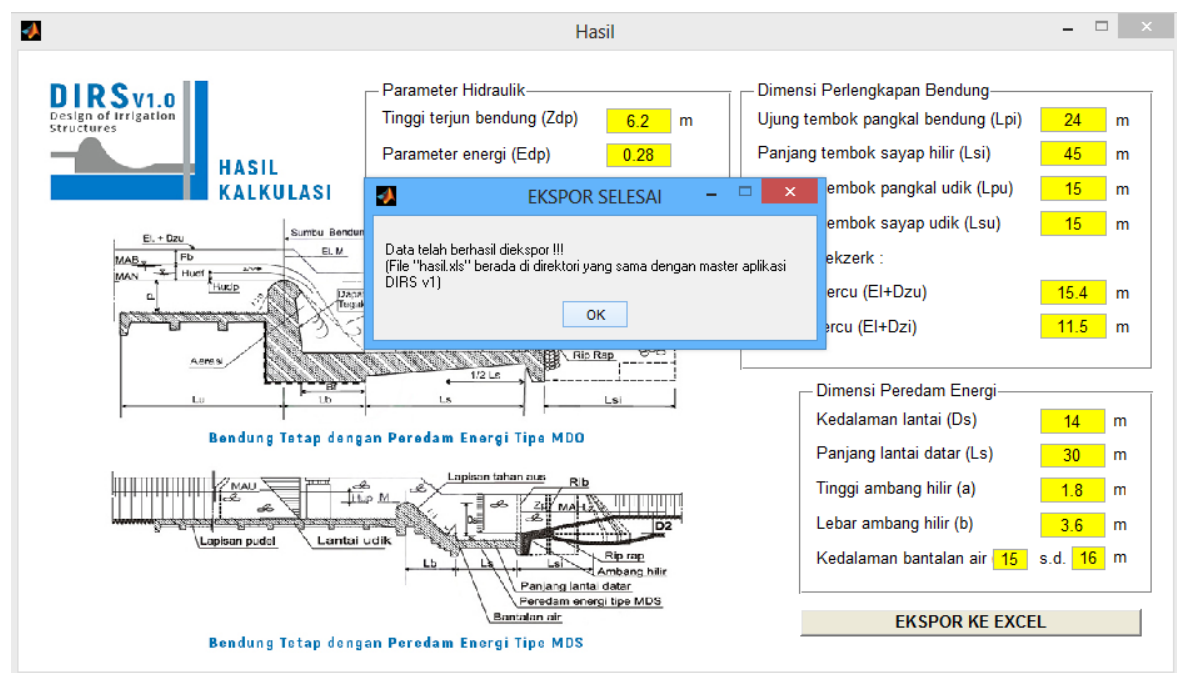 Hasil
DIRSv1.0
Design of Irrigation
Structures
HASIL
KALKULASI
Parameter Hidraulik
Tinggi terjun bendung (Zdp) 6.2 m
Parameter energi (Edp) 0.28
Dimensi Perlengkapan Bendung
Ujung tembok pangkal bendung (Lpi) 24 m
Panjang tembok sayap hilir (Lsi) 45 m
embok pangkal udik (Lpu) 15 m
embok sayap udik (Lsu) 15 m
ekzerk :
ercu (El+Dzu) 15.4 m
ercu (El+Dzi) 11.5 m
EKSPOR SELESAI
Data telah berhasil diekspor !!!
(File "hasil.xls" berada di direktori yang sama dengan master aplikasi
DIRS v1)
OK
El. + Dzu
Sumbu Bendun
El. M
MAB
Fb
MAN
Huef
Hudp
P
Rip Rap
1/2 Ls
Lu
Lb
Ls
Lsi
Bendung Tetap dengan Peredam Energi Tipe MDO
Dimensi Peredam Energi
Kedalaman lantai (Ds) 14 m
Panjang lantai datar (Ls) 30 m
Tinggi ambang hilir (a) 1.8 m
Lebar ambang hilir (b) 3.6 m
Kedalaman bantalan air 15 s.d. 16 m
Lapisan tahan aus
Rib
MAU
M
D2
Lapisan pudel
Lantai udik
Rip rap
Lb
Ls
Lsi
Ambang hilir
Panjang lantai datar
Peredam energi tipe MDS
Bantalan air
Bendung Tetap dengan Peredam Energi Tipe MDS
EKSPOR KE EXCEL